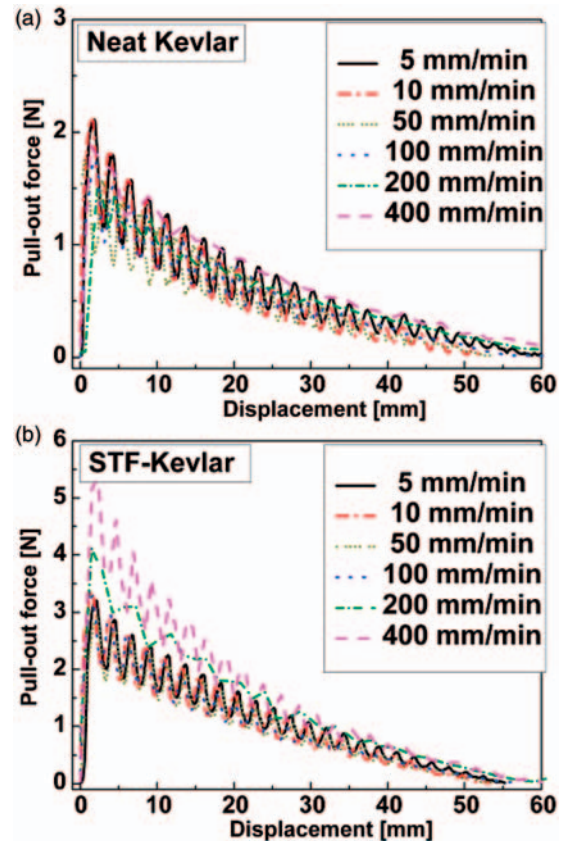 (a)
Neat Kevlar
5 mm/min
10 mm/min
50 mm/min
100 mm/min
200 mm/min
400 mm/min
Pull-out force [N]
3
2
1
0
0 10 20 30 40 50 60
Displacement [mm]
(b)
STF-Kevlar
5 mm/min
10 mm/min
50 mm/min
100 mm/min
200 mm/min
400 mm/min
Pull-out force [N]
6
5
4
3
2
1
0
0 10 20 30 40 50 60
Displacement [mm]